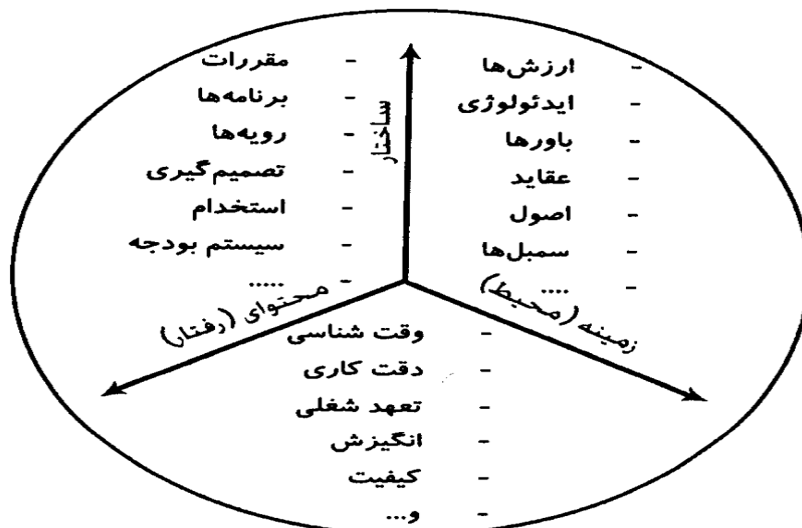 - ارزش‌ها
- ایدئولوژی
- باورها
- عقاید
- اصول
- سمبل‌ها
- ....
- مقررات
- برنامه‌ها
- رویه‌ها
- تصمیم‌گیری
- استخدام
- سیستم بودجه
- .....
ساختار
زمینه (محیط)
محتوای (رفتار)
- وقت شناسی
- دقت کاری
- تعهد شغلی
- انگیزش
- کیفیت
- و...